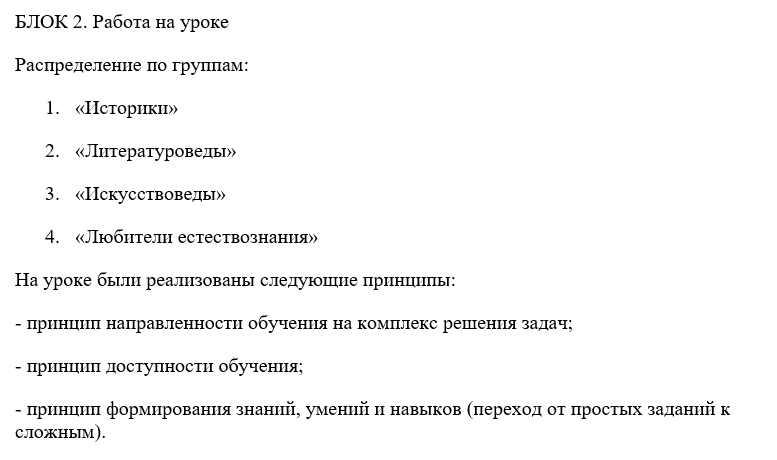 БЛОК 2. Работа на уроке
Распределение по группам:
1. «Историки»
2. «Литературоведы»
3. «Искусствоведы»
4. «Любители естествознания»
На уроке были реализованы следующие принципы:
- принцип направленности обучения на комплекс решения задач;
- принцип доступности обучения;
- принцип формирования знаний, умений и навыков (переход от простых заданий к
сложным).